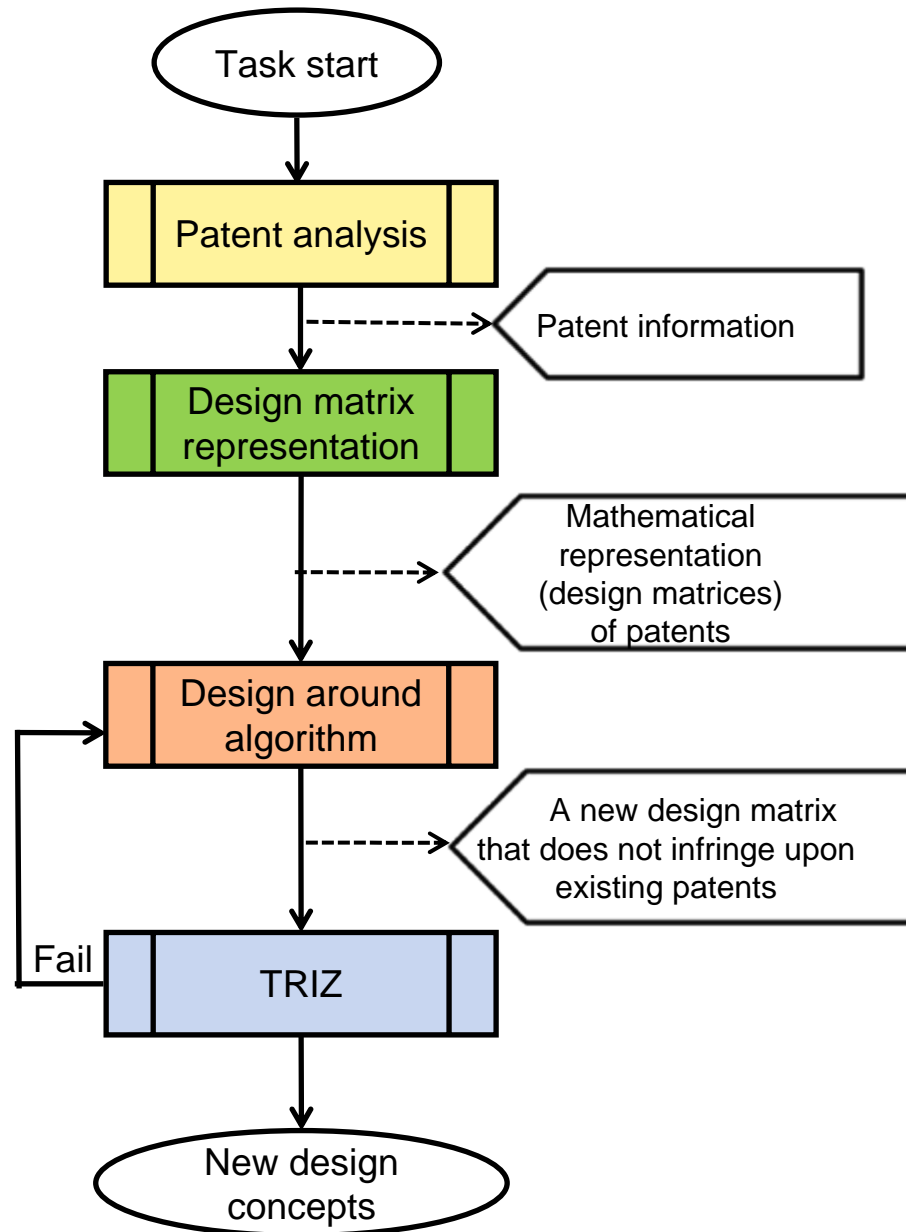 Task start
Patent analysis
Patent information
Design matrix
representation
Mathematical
representation
(design matrices)
of patents
Design around
algorithm
A new design matrix
that does not infringe upon
existing patents
Fail
TRIZ
New design
concepts